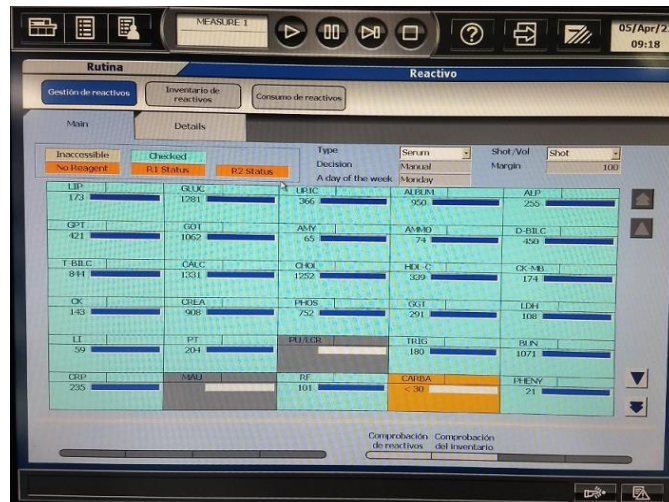 MEASURE 1
05/Apr/2
09:18
Rutina
Reactivo
Gestión de reactivos
Inventario de reactivos
Consumo de reactivos
Main
Details
Inaccessible
Checked
No Reagent
R1 Status
R2 Status
Type
Serum
Shot/Vol
Shot
Decision
Manual
Margin
100
A day of the week
Monday
LIP GLUC URIC ALBUM ALP
173 1281 366 950 255
GPT GOT AMY AMMO D-BILC
421 1062 65 74 450
T-BILC CALC CHOL HDL-C CK-MB
844 1331 1252 339 174
CK CREA PHOS GGT LDH
143 908 752 291 108
LI PT PU/LCR TRIG BUN
59 204 180 1071
CRP MAU RF CARBA PHENY
235 101 < 30 21
Comprobación de reactivos
Comprobación del inventario